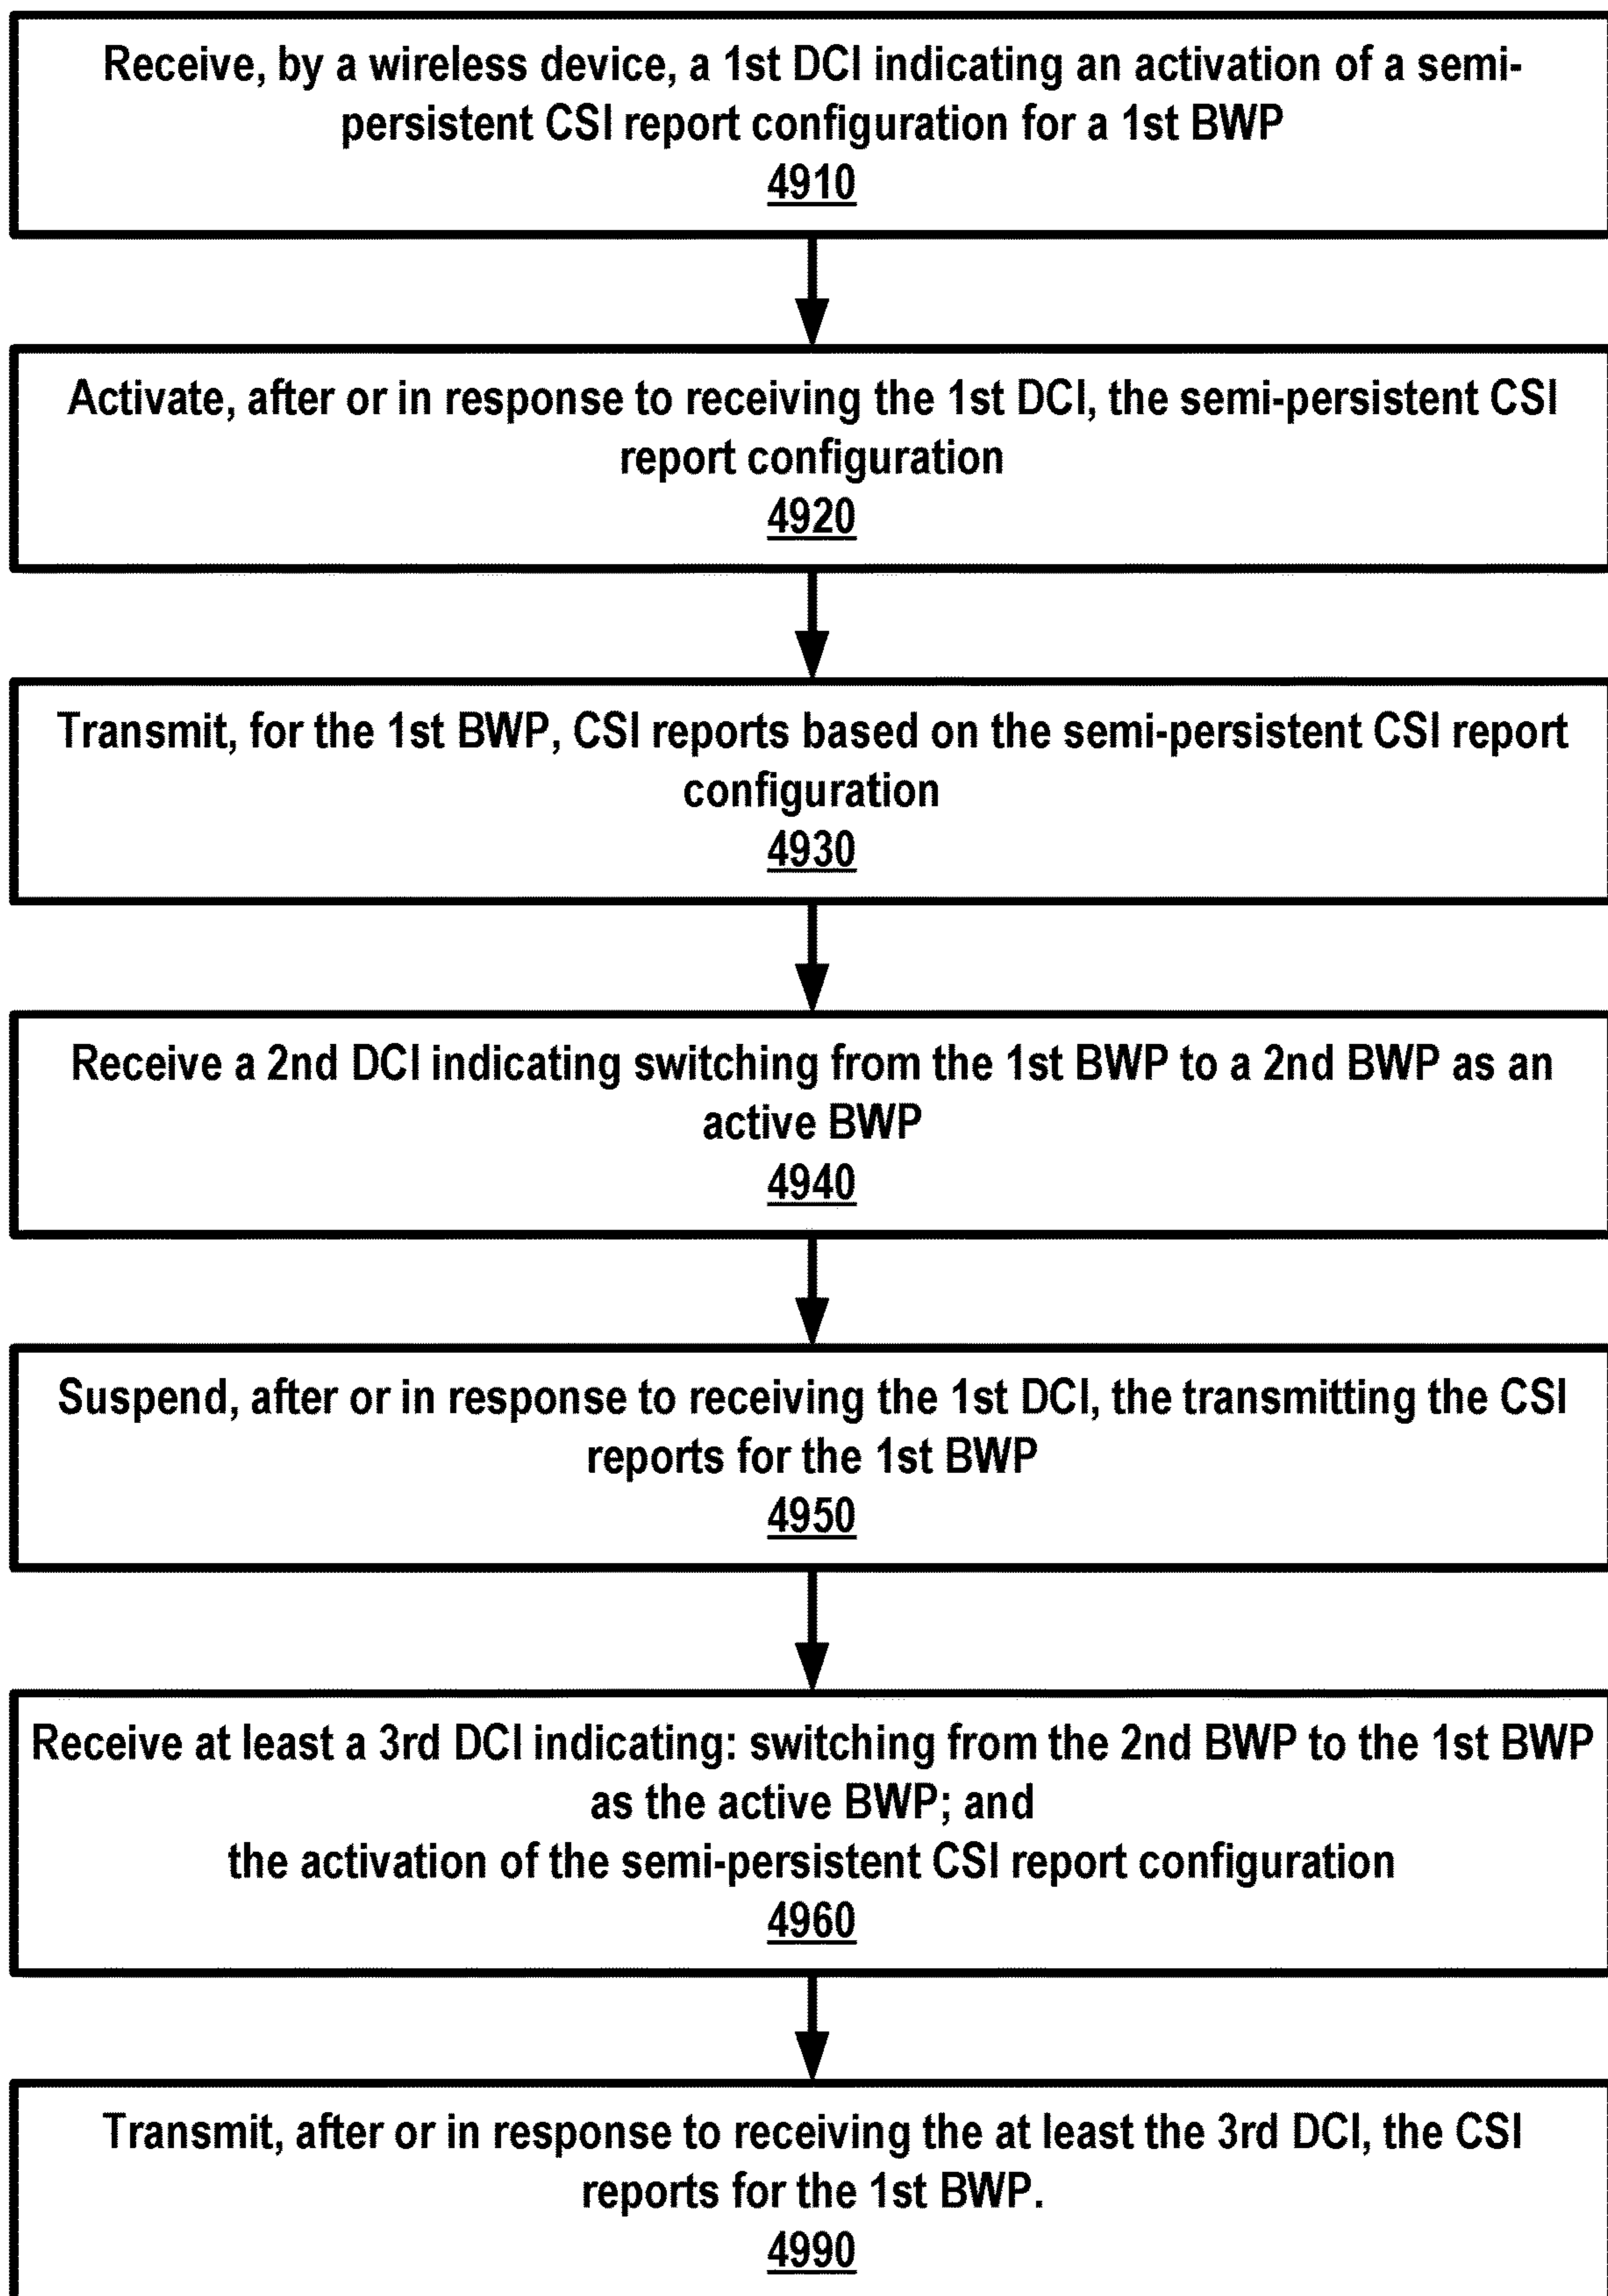 Receive, by a wireless device, a 1st DCI indicating an activation of a semi-
persistent CSI report configuration for a 1st BWP
4910
Activate, after or in response to receiving the 1st DCI, the semi-persistent CSI
report configuration
4920
Transmit, for the 1st BWP, CSI reports based on the semi-persistent CSI report
configuration
4930
Receive a 2nd DCI indicating switching from the 1st BWP to a 2nd BWP as an
active BWP
4940
Suspend, after or in response to receiving the 1st DCI, the transmitting the CSI
reports for the 1st BWP
4950
Receive at least a 3rd DCI indicating: switching from the 2nd BWP to the 1st BWP
as the active BWP; and
the activation of the semi-persistent CSI report configuration
4960
Transmit, after or in response to receiving the at least the 3rd DCI, the CSI
reports for the 1st BWP.
4990